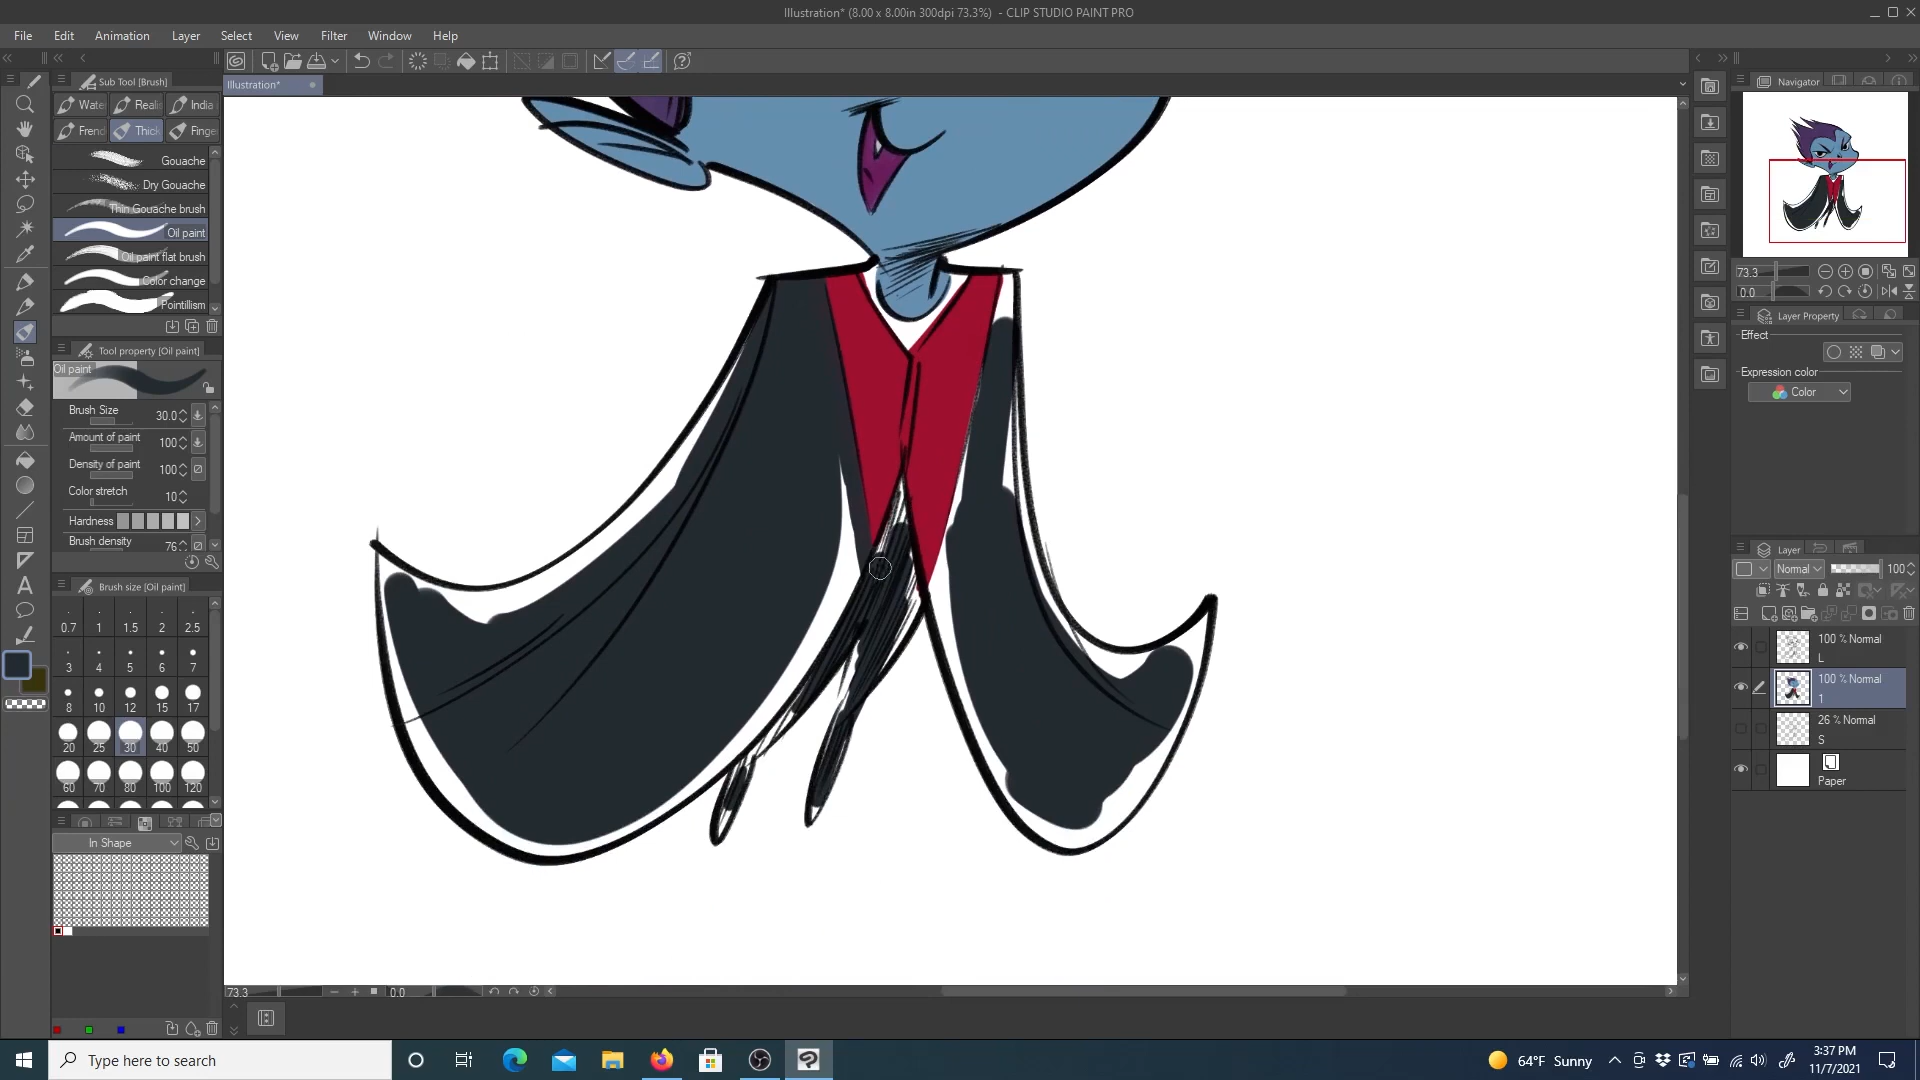 Illustration* (8.00 x 8.00in 300dpi 73.3%) - CLIP STUDIO PAINT PRO
File Edit Animation Layer Select View Filter Window Help
Sub Tool [Brush]
Illustration*
Navigator
Wate Reali India
Frenc Thick Finge
Gouache
Dry Gouache
Thin Gouache brush
Oil paint
Oil paint flat brush
Color change
Pointillism
Tool property [Oil paint]
Oil paint
Brush Size 30.0
Amount of paint 100
Density of paint 100
Color stretch 10
Hardness
Brush density 76
Brush size [Oil paint]
0.7 1 1.5 2 2.5
3 4 5 6 7
8 10 12 15 17
20 25 30 40 50
60 70 80 100 120
In Shape
73.3
0.0
Layer Property
Effect
Expression color
Color
Layer
Normal 100
100 % Normal
L
100 % Normal
1
26 % Normal
S
Paper
73.3 0.0
Type here to search
64°F Sunny
3:37 PM
11/7/2021